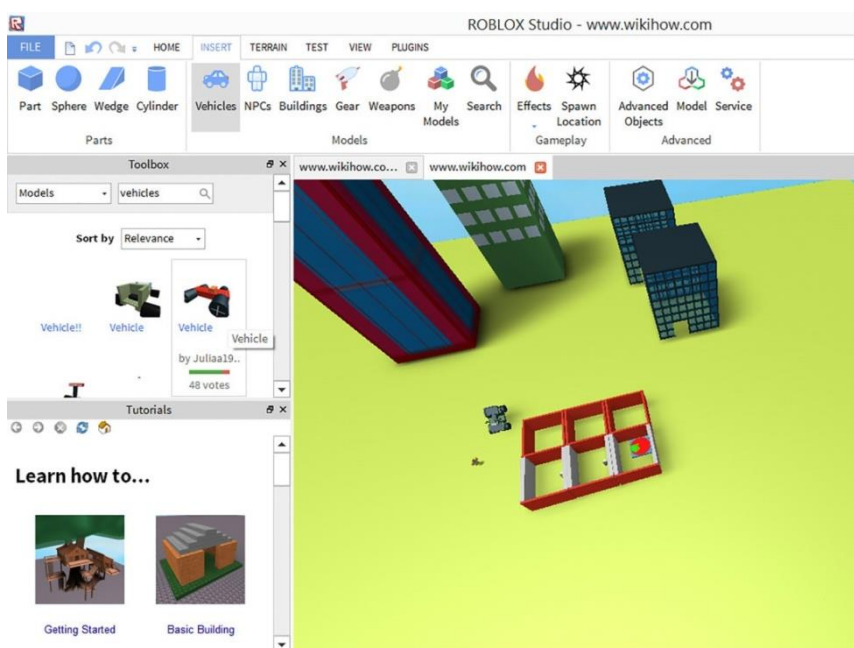 ROBLOX Studio - www.wikihow.com
FILE HOME INSERT TERRAIN TEST VIEW PLUGINS
Part Sphere Wedge Cylinder Vehicles NPCs Buildings Gear Weapons My Models Search Effects Spawn Location Advanced Objects Model Service
Parts Models Gameplay Advanced
Toolbox
www.wikihow.co... www.wikihow.com
Models vehicles
Sort by Relevance
Vehicle!! Vehicle Vehicle
Vehicle
by Juliaa19..
48 votes
Tutorials
Learn how to...
Getting Started Basic Building